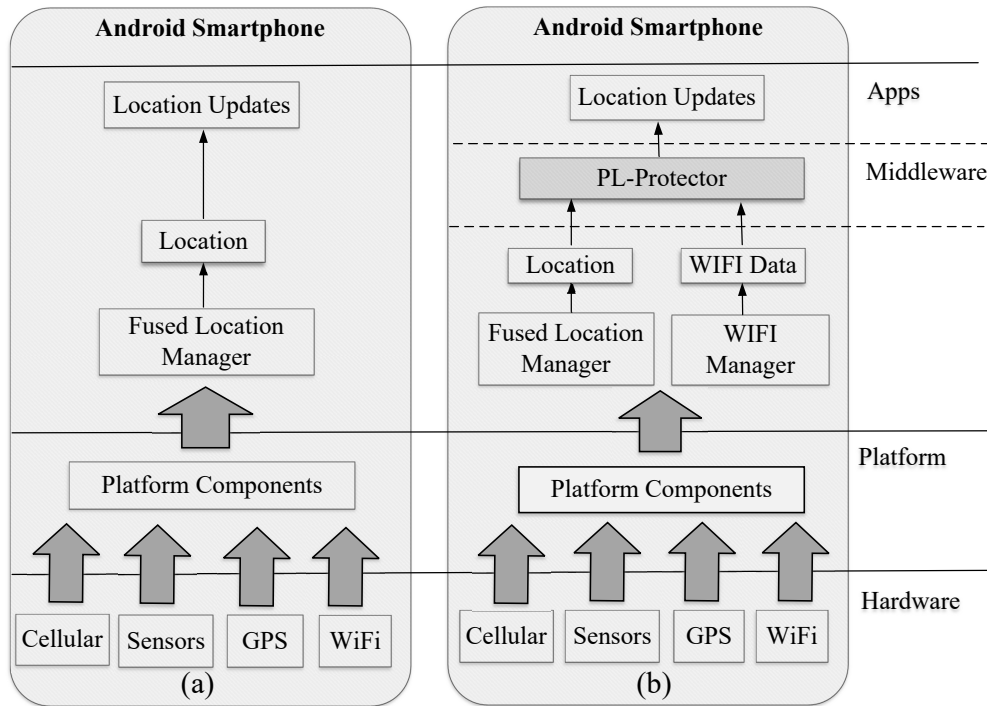 Android Smartphone
Location Updates
Location
Fused Location
Manager
Platform Components
Cellular
Sensors
GPS
WiFi
(a)
Android Smartphone
Location Updates
PL-Protector
Location
WIFI Data
Fused Location
Manager
WIFI
Manager
Platform Components
Cellular
Sensors
GPS
WiFi
(b)
Apps
Middleware
Platform
Hardware